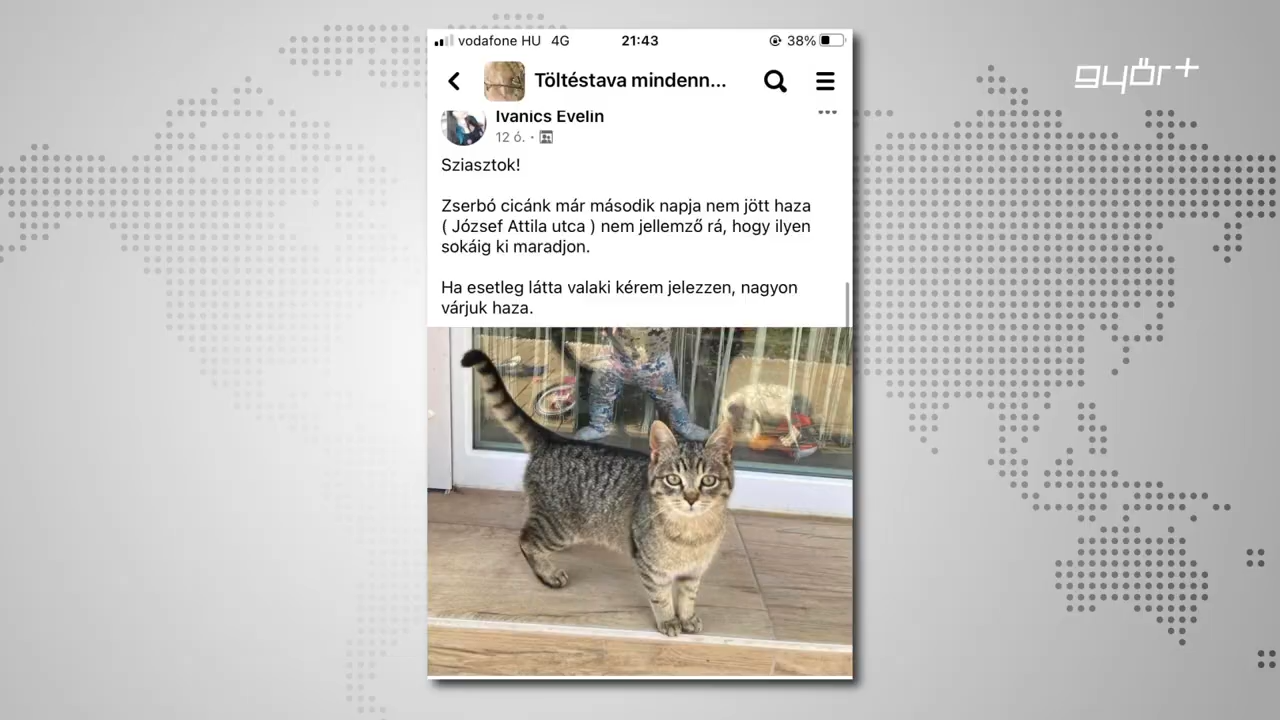 vodafone HU 4G 21:43 38%
győr+
Töltéstava mindenn...
Ivanics Evelin
12 ó.
Sziasztok!
Zserbó cicánk már második napja nem jött haza
( József Attila utca ) nem jellemző rá, hogy ilyen
sokáig ki maradjon.
Ha esetleg látta valaki kérem jelezzen, nagyon
várjuk haza.